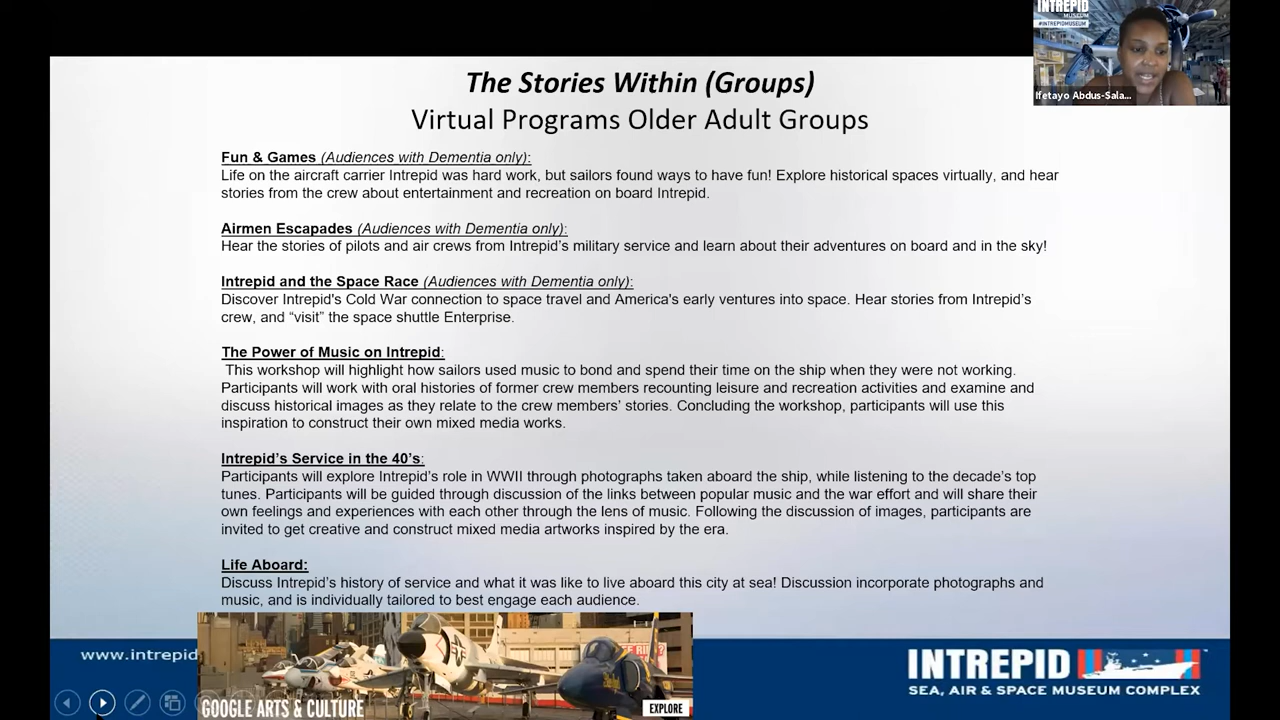 INTREPID
MUSEUM
#INTREPIDMUSEUM
Ifetayo Abdus-Sala...
The Stories Within (Groups)
Virtual Programs Older Adult Groups
Fun & Games (Audiences with Dementia only):
Life on the aircraft carrier Intrepid was hard work, but sailors found ways to have fun! Explore historical spaces virtually, and hear
stories from the crew about entertainment and recreation on board Intrepid.
Airmen Escapades (Audiences with Dementia only):
Hear the stories of pilots and air crews from Intrepid’s military service and learn about their adventures on board and in the sky!
Intrepid and the Space Race (Audiences with Dementia only):
Discover Intrepid's Cold War connection to space travel and America's early ventures into space. Hear stories from Intrepid’s
crew, and “visit” the space shuttle Enterprise.
The Power of Music on Intrepid:
This workshop will highlight how sailors used music to bond and spend their time on the ship when they were not working.
Participants will work with oral histories of former crew members recounting leisure and recreation activities and examine and
discuss historical images as they relate to the crew members’ stories. Concluding the workshop, participants will use this
inspiration to construct their own mixed media works.
Intrepid’s Service in the 40’s:
Participants will explore Intrepid’s role in WWII through photographs taken aboard the ship, while listening to the decade’s top
tunes. Participants will be guided through discussion of the links between popular music and the war effort and will share their
own feelings and experiences with each other through the lens of music. Following the discussion of images, participants are
invited to get creative and construct mixed media artworks inspired by the era.
Life Aboard:
Discuss Intrepid’s history of service and what it was like to live aboard this city at sea! Discussion incorporate photographs and
music, and is individually tailored to best engage each audience.
www.intrepid
GOOGLE ARTS & CULTURE
EXPLORE
INTREPID
SEA, AIR & SPACE MUSEUM COMPLEX